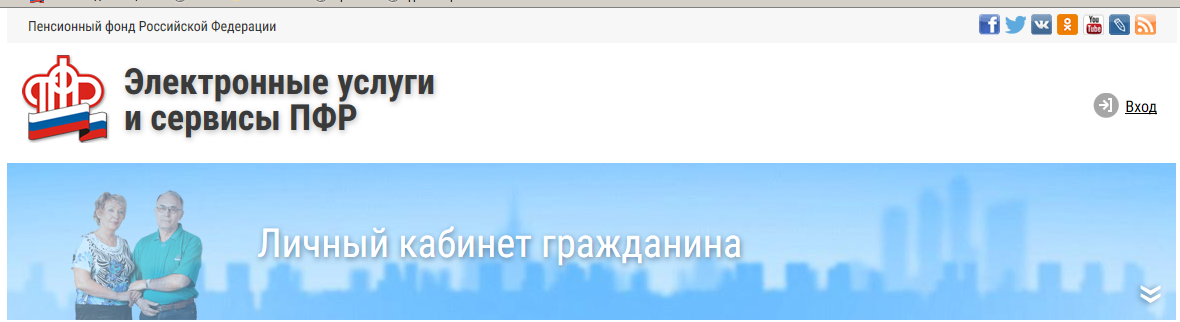 Пенсионный фонд Российской Федерации
Электронные услуги
и сервисы ПФР
Вход
Личный кабинет гражданина